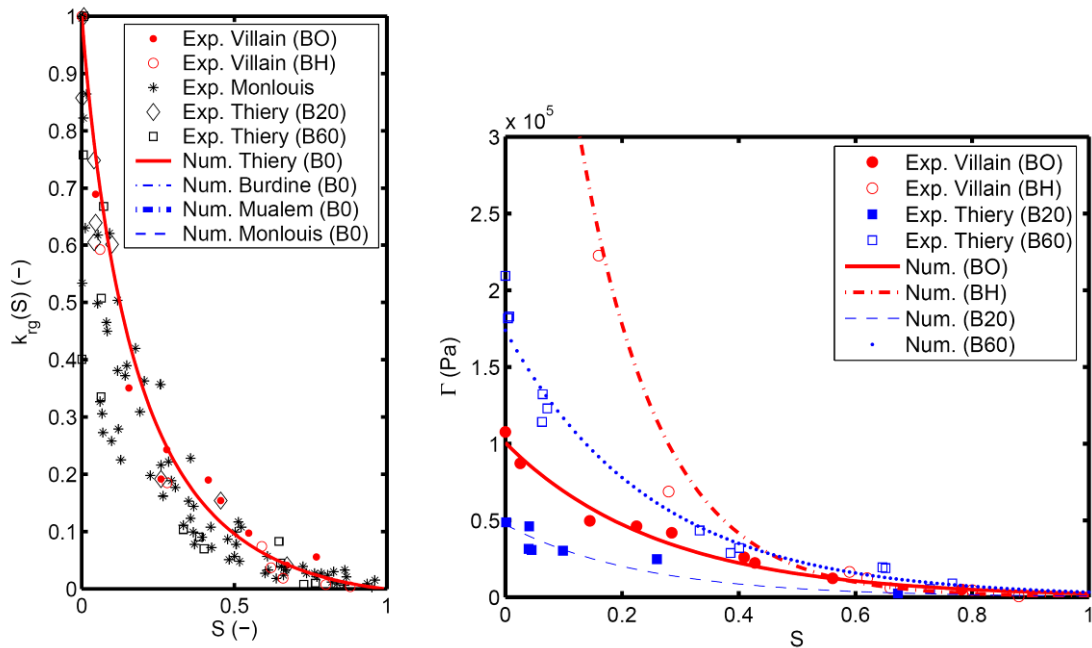 1
0.9
0.8
0.7
0.6
0.5
0.4
0.3
0.2
0.1
0
k_rg(S) (−)
Exp. Villain (BO)
Exp. Villain (BH)
Exp. Monlouis
Exp. Thiery (B20)
Exp. Thiery (B60)
Num. Thiery (B0)
Num. Burdine (B0)
Num. Mualem (B0)
Num. Monlouis (B0)
0 0.5 1
S (−)
x 10^5
3
2.5
2
1.5
1
0.5
0
Γ (Pa)
Exp. Villain (BO)
Exp. Villain (BH)
Exp. Thiery (B20)
Exp. Thiery (B60)
Num. (BO)
Num. (BH)
Num. (B20)
Num. (B60)
0 0.2 0.4 0.6 0.8 1
S